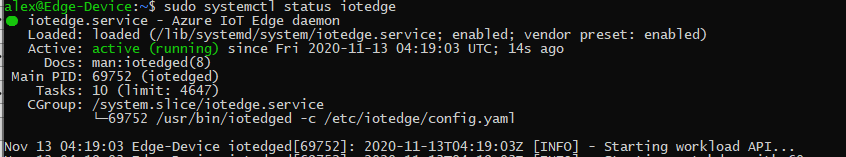 alex@Edge-Device:~$ sudo systemctl status iotedge
● iotedge.service - Azure IoT Edge daemon
Loaded: loaded (/lib/systemd/system/iotedge.service; enabled; vendor preset: enabled)
Active: active (running) since Fri 2020-11-13 04:19:03 UTC; 14s ago
Docs: man:iotedged(8)
Main PID: 69752 (iotedged)
Tasks: 10 (limit: 4647)
CGroup: /system.slice/iotedge.service
└─69752 /usr/bin/iotedged -c /etc/iotedge/config.yaml
Nov 13 04:19:03 Edge-Device iotedged[69752]: 2020-11-13T04:19:03Z [INFO] - Starting workload API...